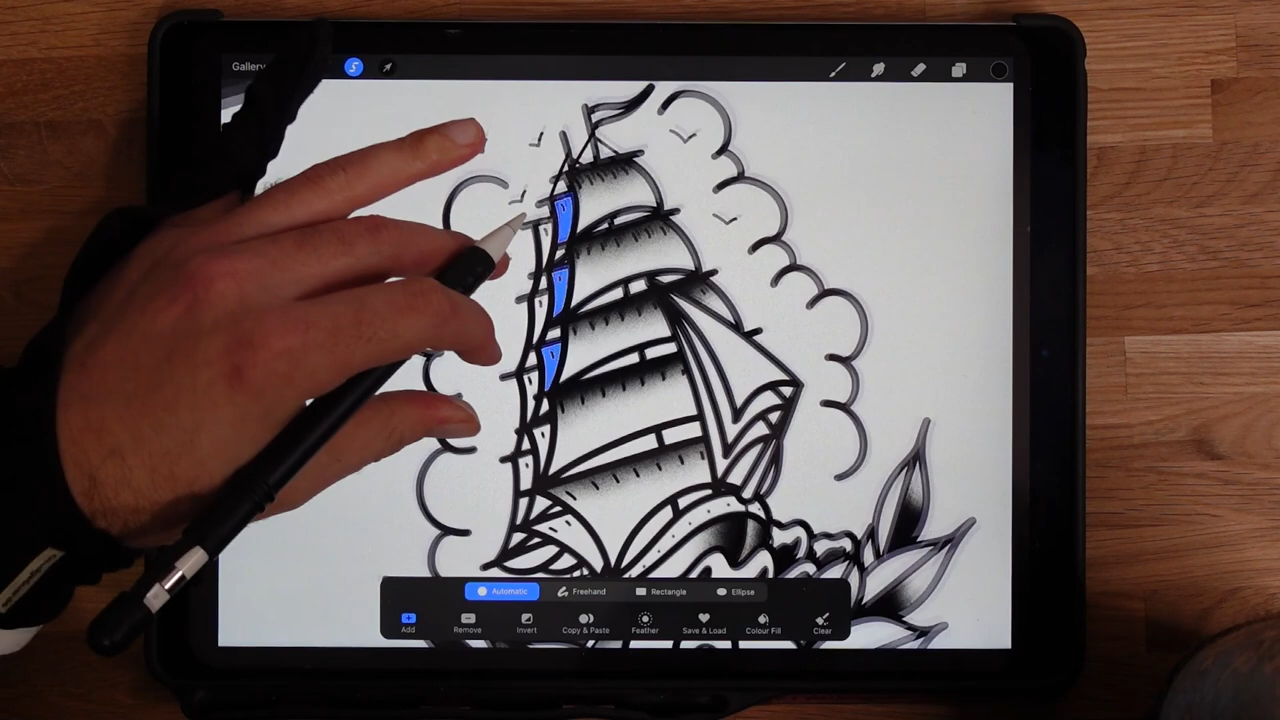 Gallery
Automatic
Freehand
Rectangle
Ellipse
Add
Remove
Invert
Copy & Paste
Feather
Save & Load
Colour Fill
Clear